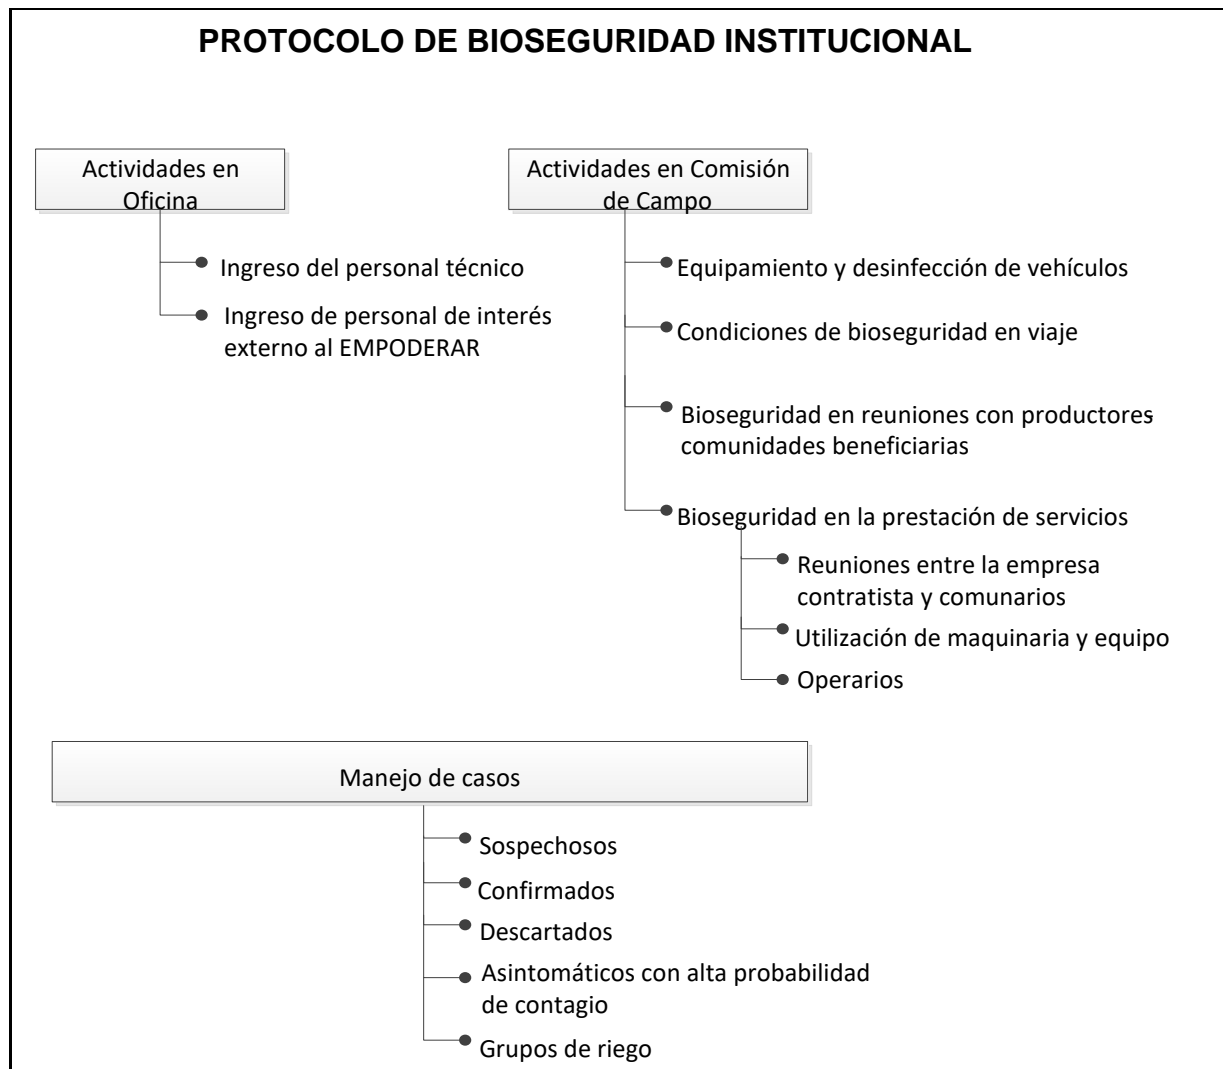 PROTOCOLO DE BIOSEGURIDAD INSTITUCIONAL
Actividades en
Oficina
Ingreso del personal técnico
Ingreso de personal de interés
externo al EMPODERAR
Actividades en Comisión
de Campo
Equipamiento y desinfección de vehículos
Condiciones de bioseguridad en viaje
Bioseguridad en reuniones con productores-
comunidades beneficiarias
Bioseguridad en la prestación de servicios
Reuniones entre la empresa
contratista y comunarios
Utilización de maquinaria y equipo
Operarios
Manejo de casos
Sospechosos
Confirmados
Descartados
Asintomáticos con alta probabilidad
de contagio
Grupos de riego